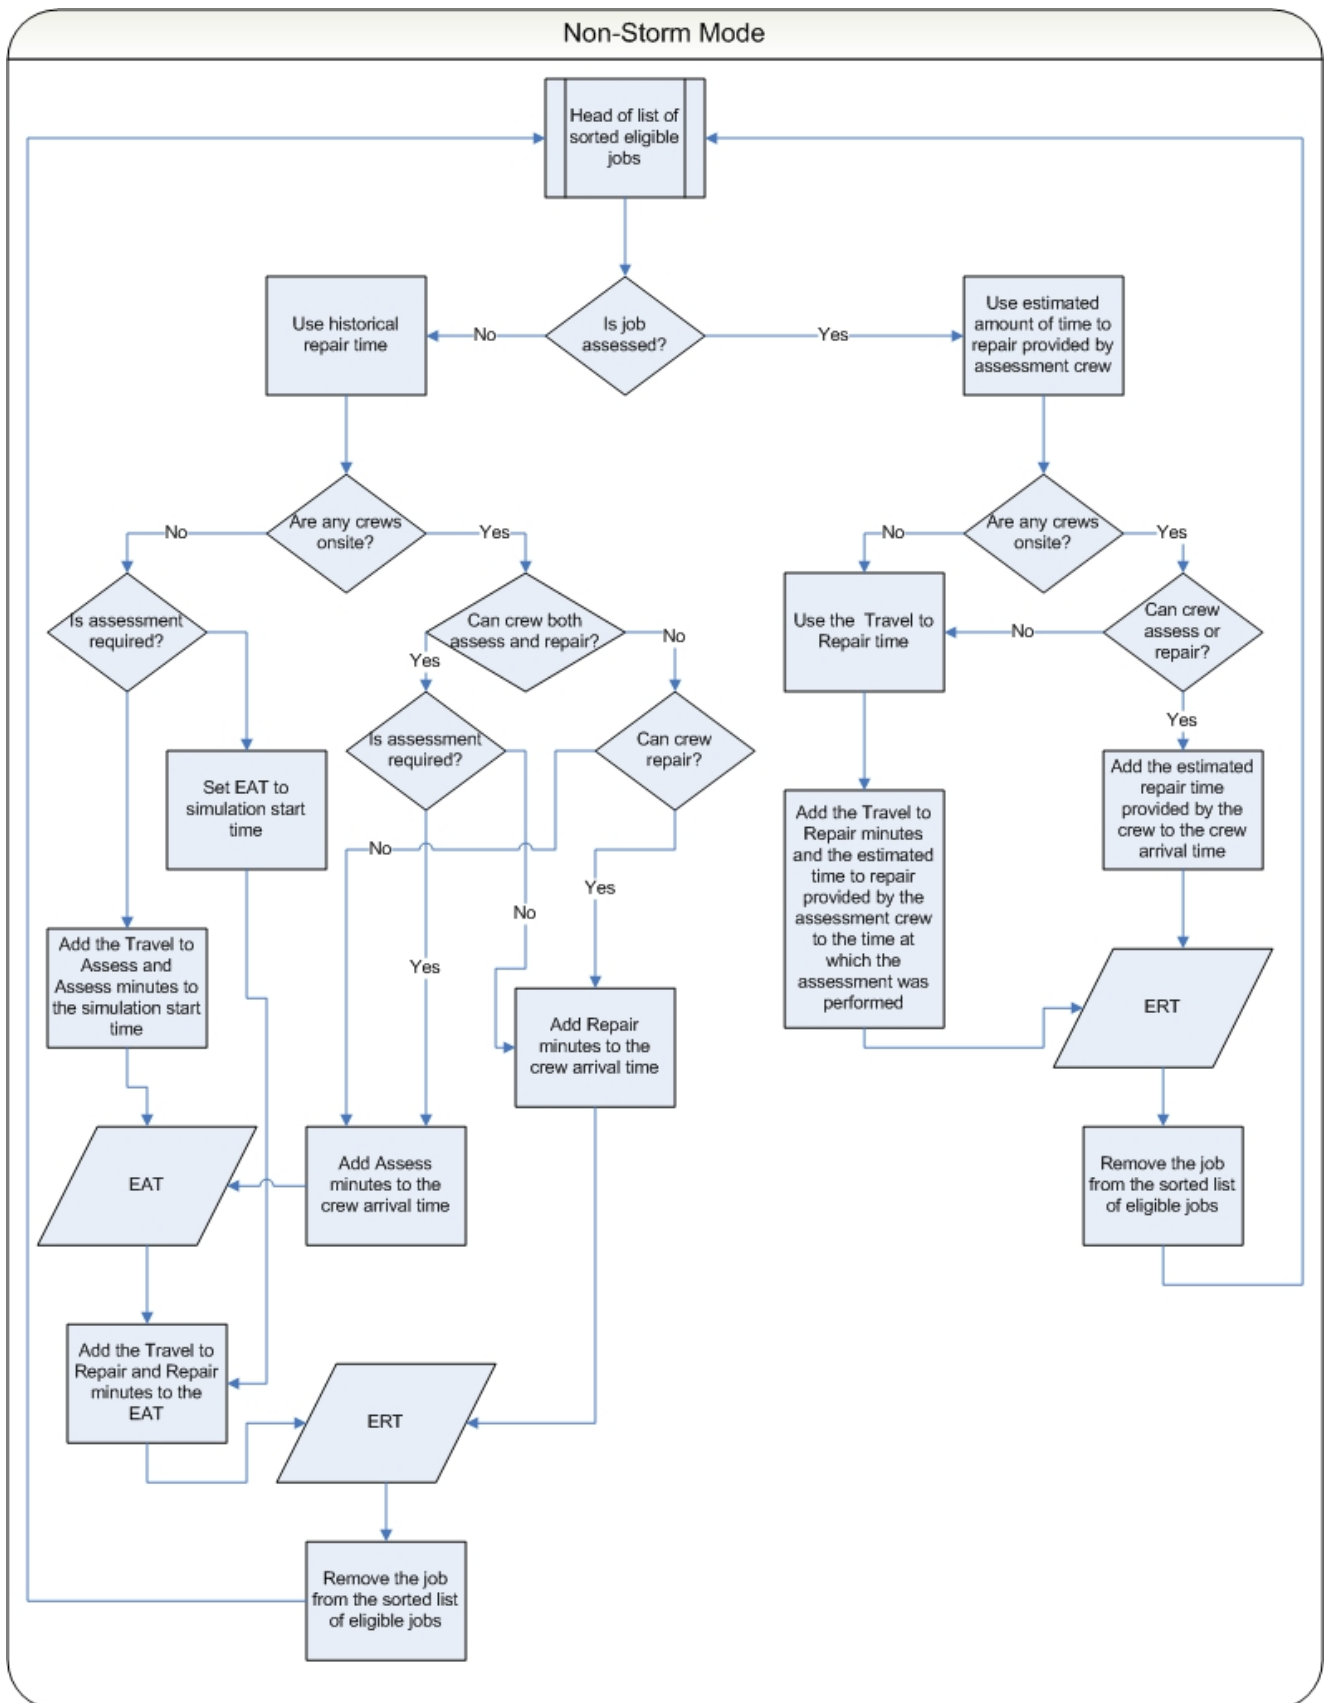 Non-Storm Mode
Head of list of
sorted eligible
jobs
Use historical
repair time
No
Is job
assessed?
Yes
Use estimated
amount of time to
repair provided by
assessment crew
No
Are any crews
onsite?
Yes
No
Are any crews
onsite?
Yes
Is assessment
required?
Can crew both
assess and repair?
No
Yes
Use the Travel to
Repair time
No
Can crew
assess or
repair?
Yes
Set EAT to
simulation start
time
Is assessment
required?
Can crew
repair?
No
Yes
No
Yes
Add the Travel to
Repair minutes
and the estimated
time to repair
provided by the
assessment crew
to the time at
which the
assessment was
performed
Add the estimated
repair time
provided by the
crew to the crew
arrival time
Add the Travel to
Assess and
Assess minutes to
the simulation start
time
Add Repair
minutes to the
crew arrival time
ERT
EAT
Add Assess
minutes to the
crew arrival time
Remove the job
from the sorted list
of eligible jobs
Add the Travel to
Repair and Repair
minutes to the
EAT
ERT
Remove the job
from the sorted list
of eligible jobs